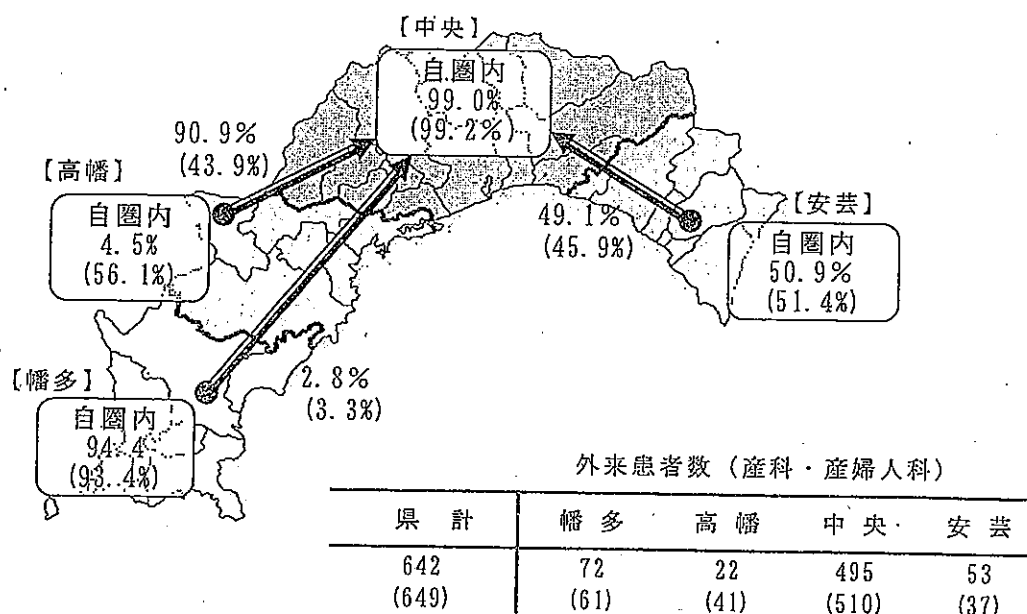 【中央】
自圏内
99.0%
(99.2%)
90.9%
(43.9%)
【高幡】
自圏内
4.5%
(56.1%)
49.1%
(45.9%)
【安芸】
自圏内
50.9%
(51.4%)
【幡多】
自圏内
94.4
(93.4%)
2.8%
(3.3%)
外来患者数（産科・産婦人科）
県計 幡多 高幡 中央 安芸
642 72 22 495 53
(649) (61) (41) (510) (37)